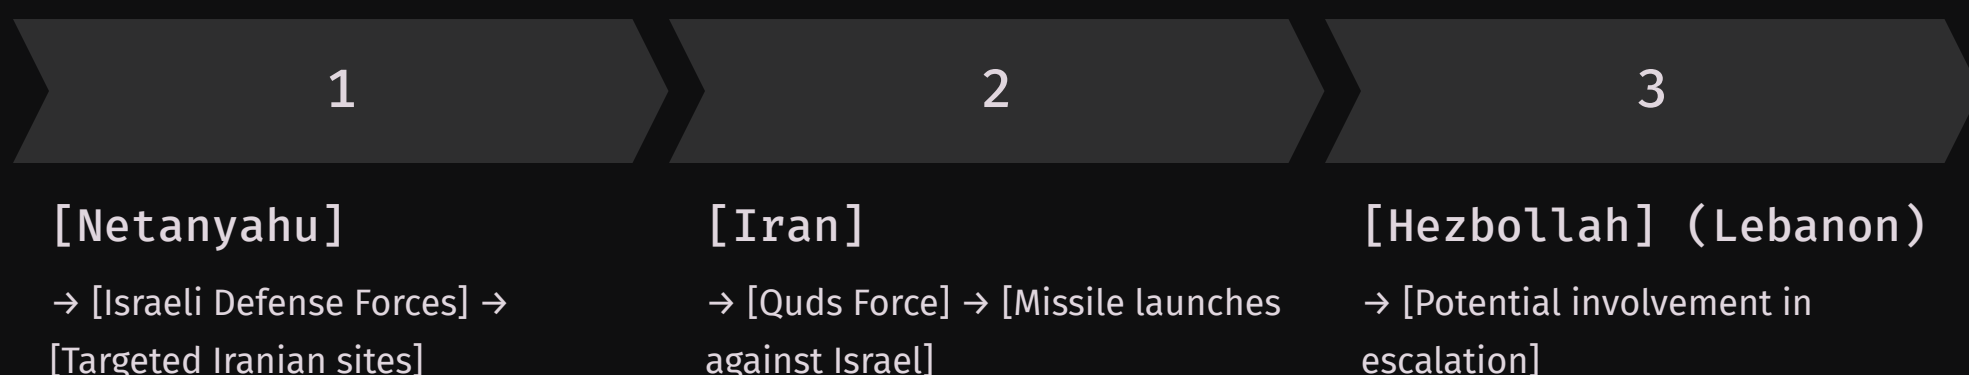 1
2
3
[Netanyahu]
→ [Israeli Defense Forces] →
[Targeted Iranian sites]
[Iran]
→ [Quds Force] → [Missile launches
against Israel]
[Hezbollah] (Lebanon)
→ [Potential involvement in
escalation]